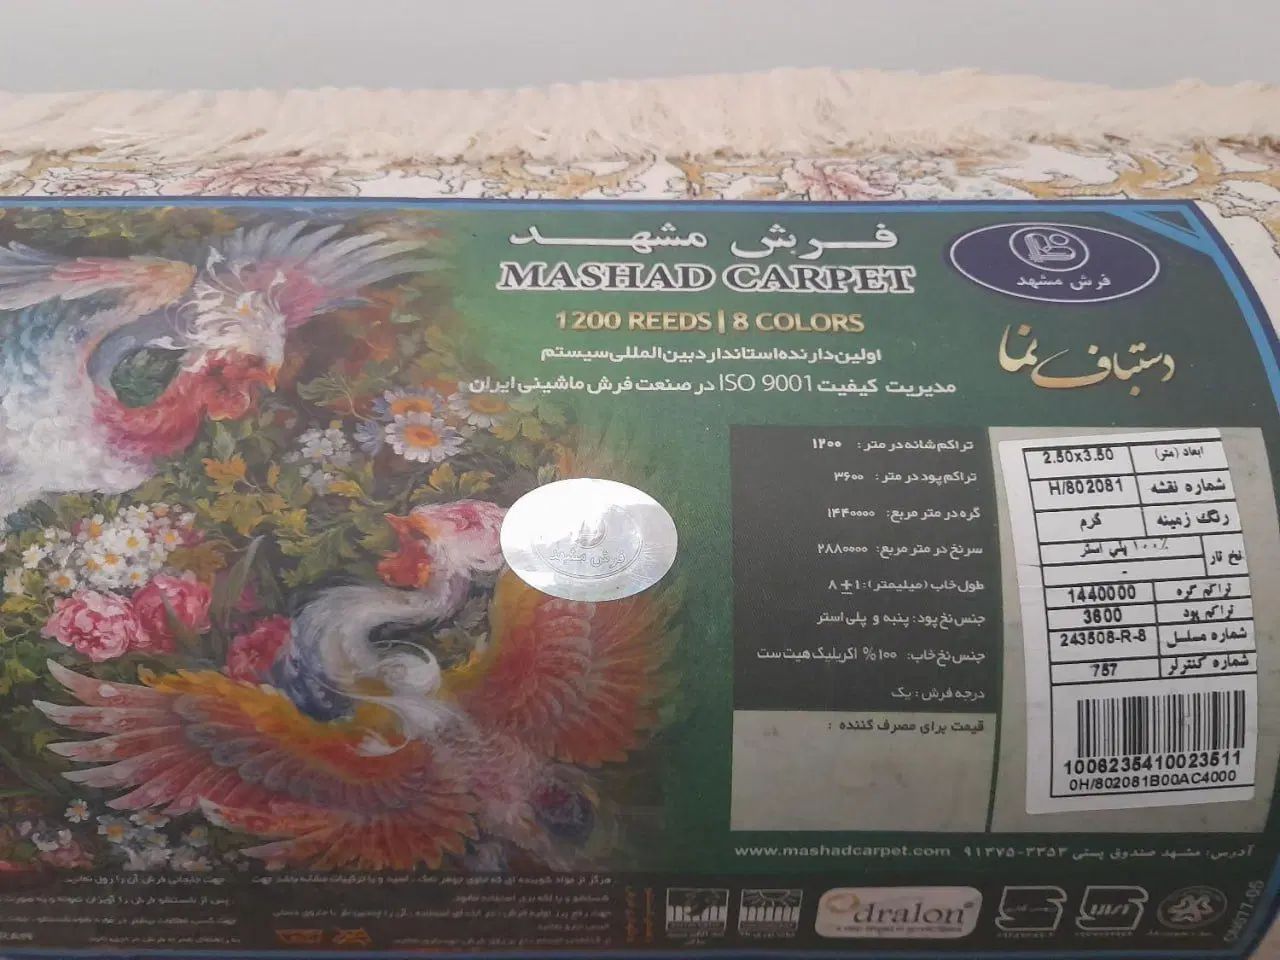 فرش مشهد
MASHAD CARPET
1200 REEDS | 8 COLORS
اولین دارنده استاندارد بین المللی سیستم
مدیریت کیفیت ISO 9001 در صنعت فرش ماشینی ایران
فرش مشهد
دستباف نما
تراکم شانه در متر : ۱۲۰۰
تراکم پود در متر : ۳۶۰۰
گره در متر مربع: ۱۴۴۰۰۰۰
سرنخ در متر مربع: ۲۸۸۰۰۰۰
طول خاب (میلیمتر) : ۱ ± ۸
جنس نخ پود: پنبه و پلی استر
جنس نخ خاب: ۱۰۰% اکریلیک هیت ست
درجه فرش : یک
قیمت برای مصرف کننده :
ابعاد (متر) 2.50x3.50
شماره نقشه H/802081
رنگ زمینه کرم
نخ تار ۱۰۰٪ پلی استر
-
تراکم گره 1440000
تراکم پود 3600
شماره مسلسل 243508-R-8
شماره کنترلر 757
1008235410023511
0H/802081B00AC4000
فرش مشهد
آدرس: مشهد صندوق پستی ۳۳۵۳-۹۱۳۷۵ www.mashadcarpet.com
dralon®